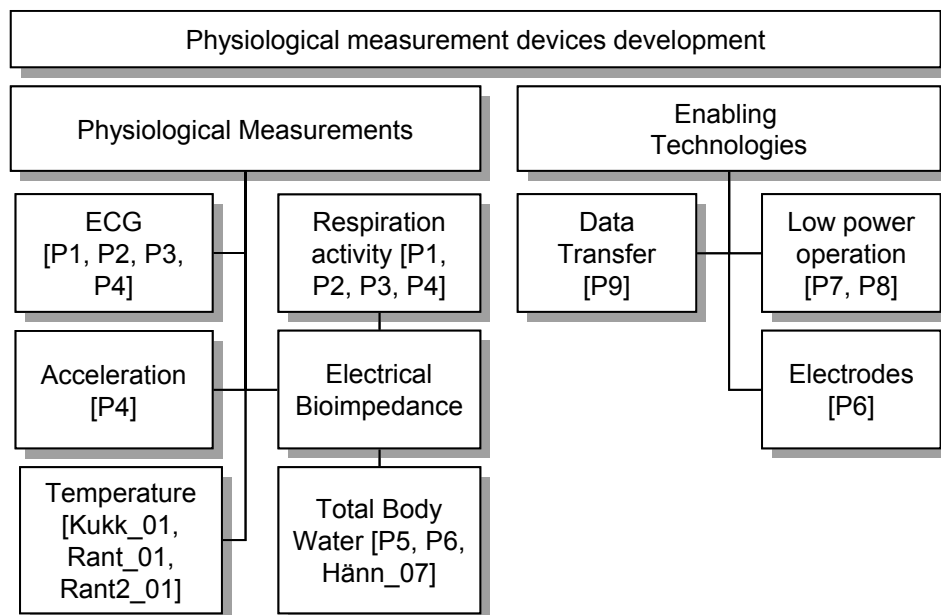 Physiological measurement devices development
Physiological Measurements
Enabling
Technologies
ECG
[P1, P2, P3,
P4]
Respiration
activity [P1,
P2, P3, P4]
Data
Transfer
[P9]
Low power
operation
[P7, P8]
Acceleration
[P4]
Electrical
Bioimpedance
Electrodes
[P6]
Temperature
[Kukk_01,
Rant_01,
Rant2_01]
Total Body
Water [P5, P6,
Hänn_07]